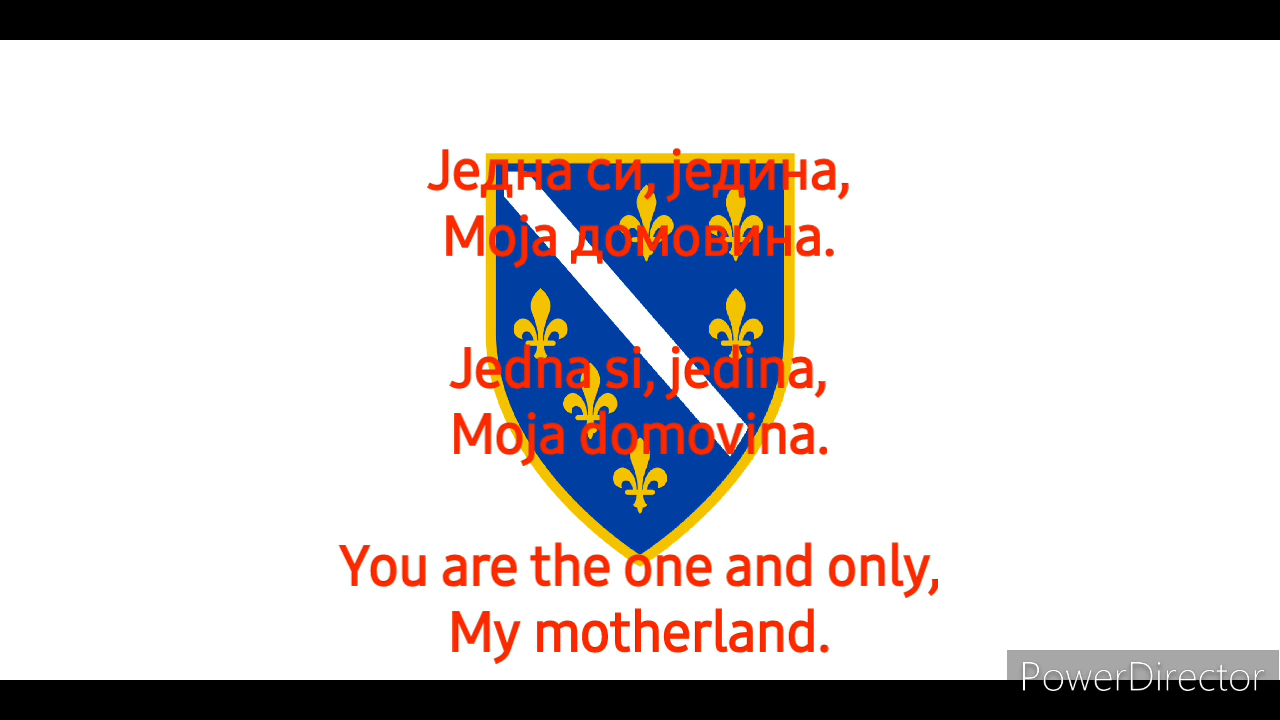 Једна си, једина,
Моја домовина.
Jedna si, jedina,
Moja domovina.
You are the one and only,
My motherland.
PowerDirector